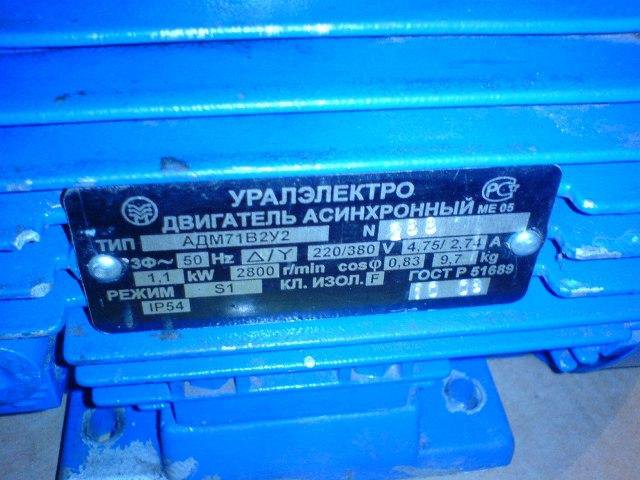 УРАЛЭЛЕКТРО
РСТ
ДВИГАТЕЛЬ АСИНХРОННЫЙ МЕ 05
ТИП АДМ71В2У2 N
3Ф~ 50 Hz Δ/Y 220/380 V 4,75/2,74 A
1,1 kW 2800 r/min cosφ 0,83 9,7 kg
РЕЖИМ S1 КЛ. ИЗОЛ. F ГОСТ Р 51689
IP54